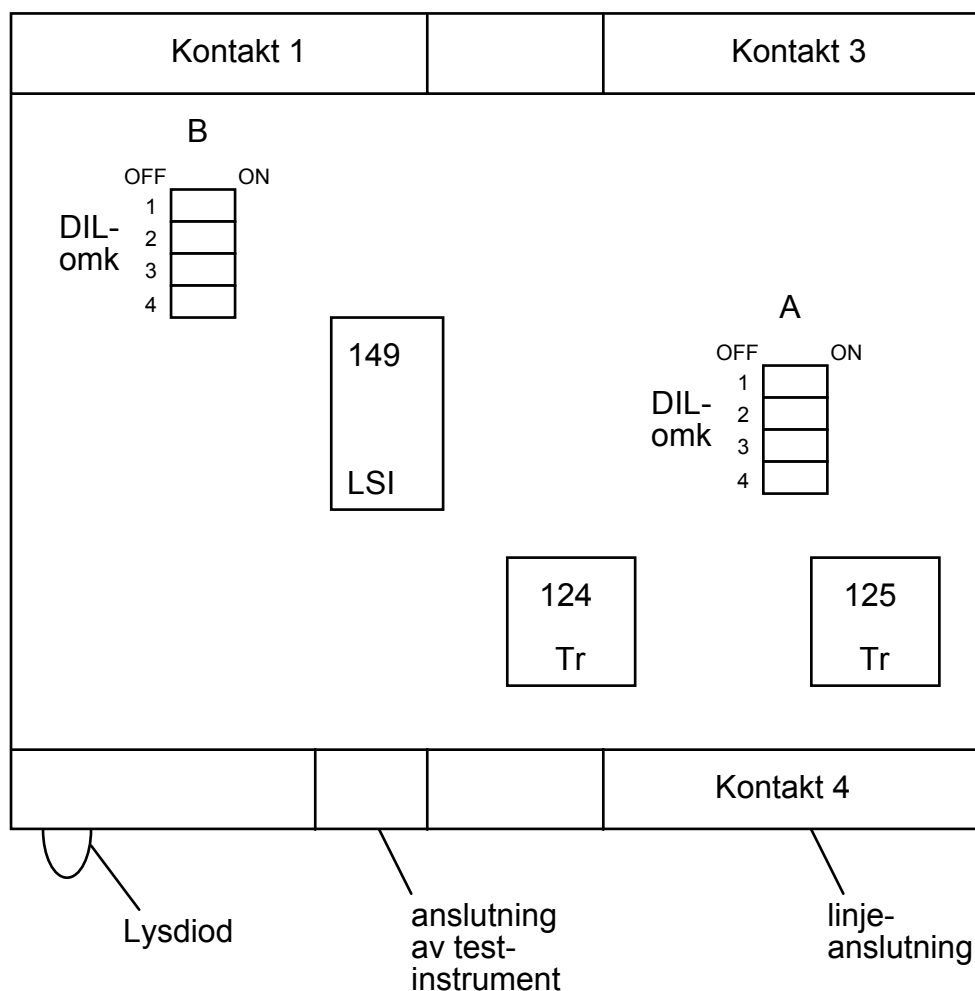 Kontakt 1
Kontakt 3
B
OFF
ON
DIL-
omk
1
2
3
4
149
LSI
A
OFF
ON
DIL-
omk
1
2
3
4
124
Tr
125
Tr
Kontakt 4
Lysdiod
anslutning
av test-
instrument
linje-
anslutning